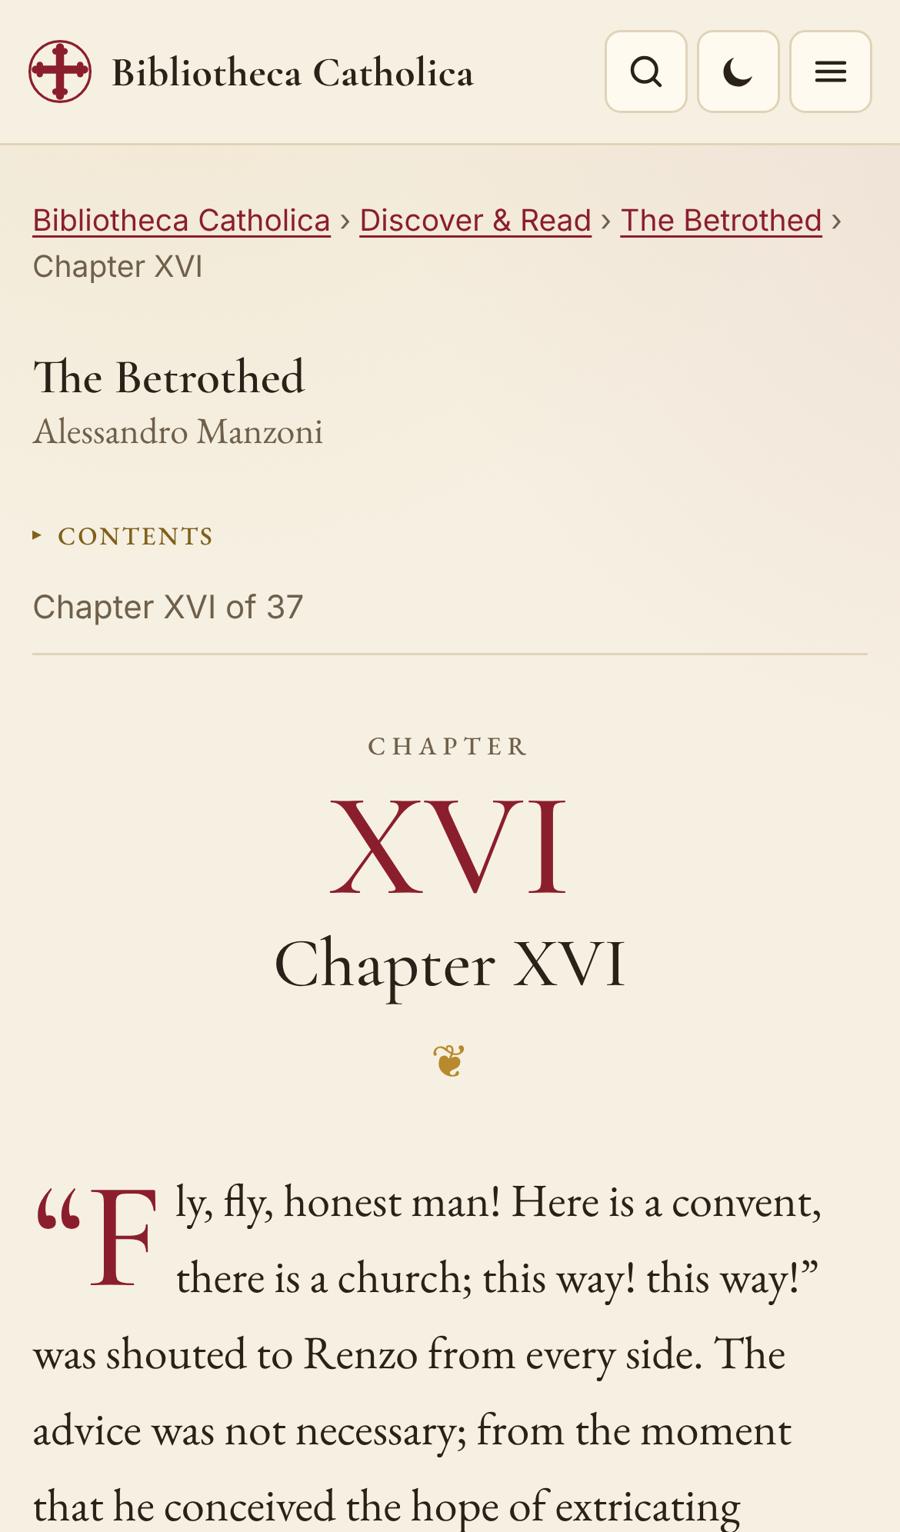 Bibliotheca Catholica
Bibliotheca Catholica › Discover & Read › The Betrothed ›
Chapter XVI
The Betrothed
Alessandro Manzoni
▸ CONTENTS
Chapter XVI of 37
CHAPTER
XVI
Chapter XVI
❦
“Fly, fly, honest man! Here is a convent,
there is a church; this way! this way!”
was shouted to Renzo from every side. The
advice was not necessary; from the moment
that he conceived the hope of extricating